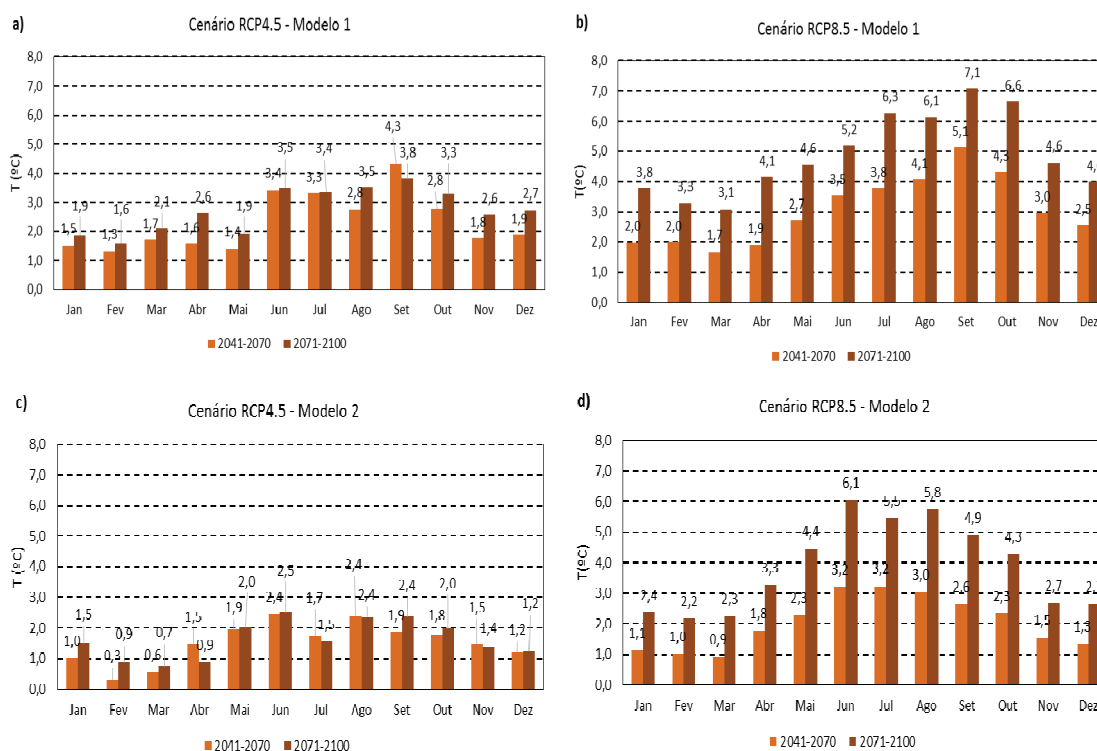 a)
Cenário RCP4.5 - Modelo 1
8,0
7,0
6,0
5,0
4,0
3,0
2,0
1,0
0,0
T (ºC)
1,5 1,9 1,3 1,6 1,7 2,1 1,6 2,6 1,4 1,9 3,4 3,5 3,3 3,4 2,8 3,5 4,3 3,8 2,8 3,3 1,8 2,6 1,9 2,7
Jan Fev Mar Abr Mai Jun Jul Ago Set Out Nov Dez
2041-2070 2071-2100
b)
Cenário RCP8.5 - Modelo 1
8,0
7,0
6,0
5,0
4,0
3,0
2,0
1,0
0,0
T(ºC)
2,0 3,8 2,0 3,3 1,7 3,1 1,9 4,1 2,7 4,6 3,5 5,2 3,8 6,3 4,1 6,1 5,1 7,1 4,3 6,6 3,0 4,6 2,5
Jan Fev Mar Abr Mai Jun Jul Ago Set Out Nov Dez
2041-2070 2071-2100
c)
Cenário RCP4.5 - Modelo 2
8,0
7,0
6,0
5,0
4,0
3,0
2,0
1,0
0,0
T (ºC)
1,0 1,5 0,3 0,9 0,6 0,7 1,5 0,9 1,9 2,0 2,4 2,5 1,7 1,5 2,4 2,4 1,9 2,4 1,8 2,0 1,5 1,4 1,2 1,2
Jan Fev Mar Abr Mai Jun Jul Ago Set Out Nov Dez
2041-2070 2071-2100
d)
Cenário RCP8.5 - Modelo 2
8,0
7,0
6,0
5,0
4,0
3,0
2,0
1,0
0,0
T(ºC)
1,1 2,4 1,0 2,2 0,9 2,3 1,8 3,3 2,3 4,4 3,2 6,1 3,2 5,5 3,0 5,8 2,6 4,9 2,3 4,3 1,5 2,7 1,3
Jan Fev Mar Abr Mai Jun Jul Ago Set Out Nov Dez
2041-2070 2071-2100